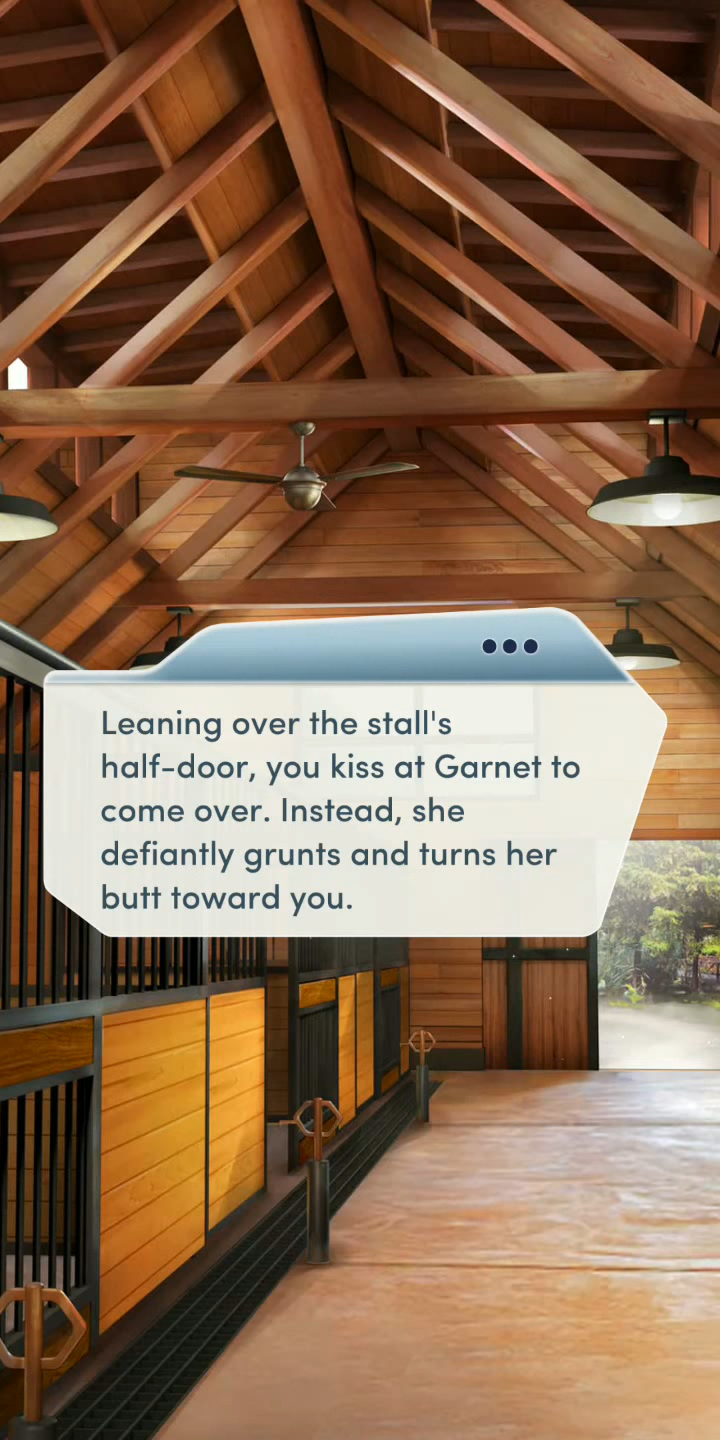 Leaning over the stall's
half-door, you kiss at Garnet to
come over. Instead, she
defiantly grunts and turns her
butt toward you.